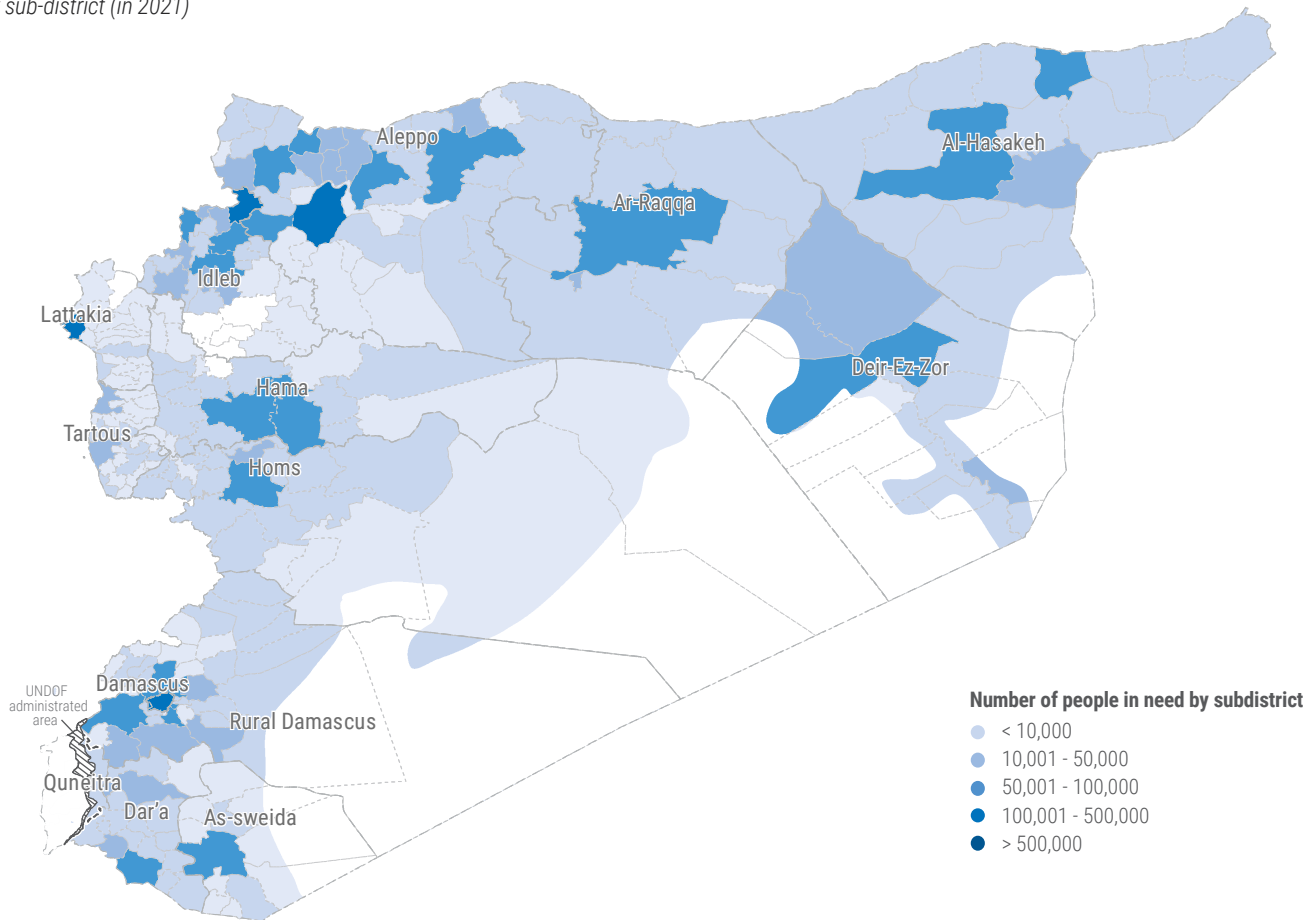 sub-district (in 2021)
Aleppo
Al-Hasakeh
Ar-Raqqa
Idleb
Lattakia
Deir-Ez-Zor
Hama
Tartous
Homs
Damascus
UNDOF
administrated
area
Rural Damascus
Quneitra
Dar'a
As-sweida
Number of people in need by subdistrict
< 10,000
10,001 - 50,000
50,001 - 100,000
100,001 - 500,000
> 500,000